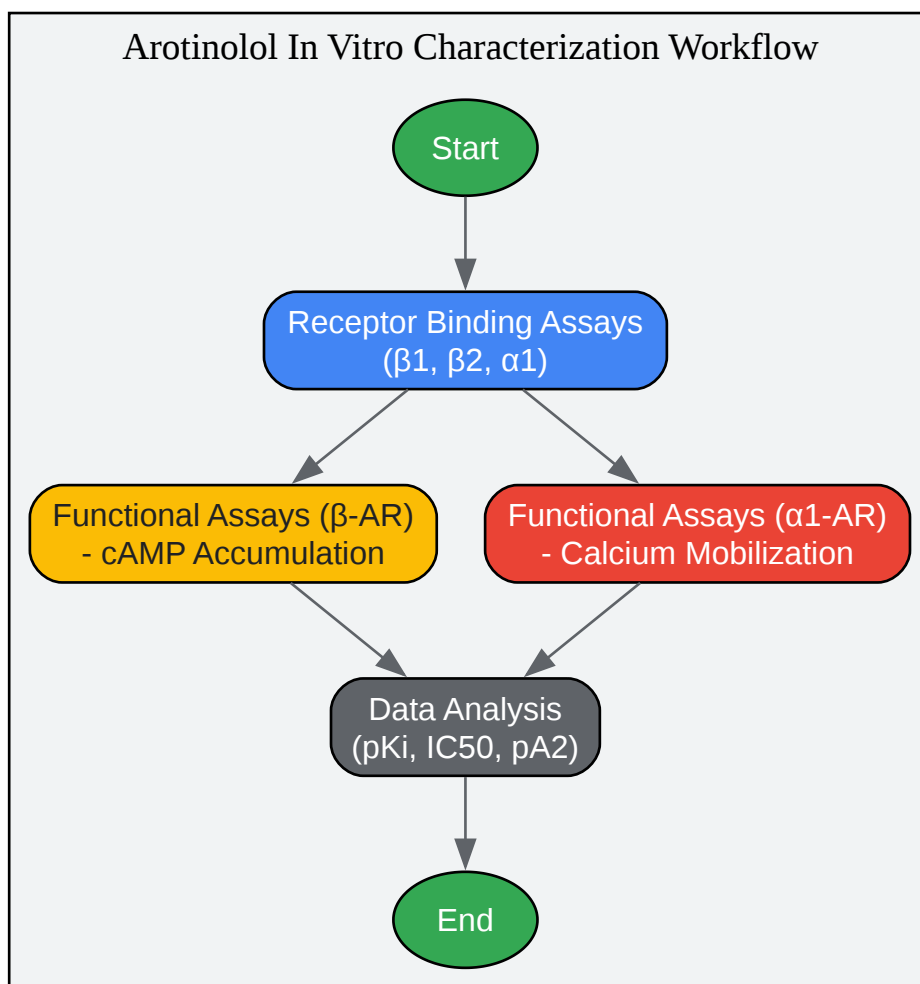 Arotinolol In Vitro Characterization Workflow
Start
Receptor Binding Assays
(β1, β2, α1)
Functional Assays (β-AR)
- cAMP Accumulation
Functional Assays (α1-AR)
- Calcium Mobilization
Data Analysis
(pKi, IC50, pA2)
End